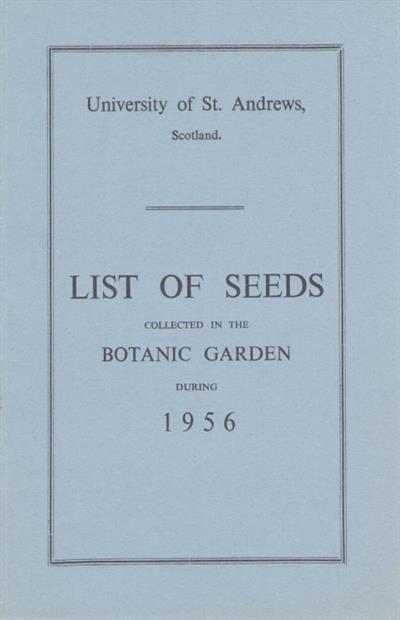 University of St. Andrews,
Scotland.
LIST OF SEEDS
COLLECTED IN THE
BOTANIC GARDEN
DURING
1956